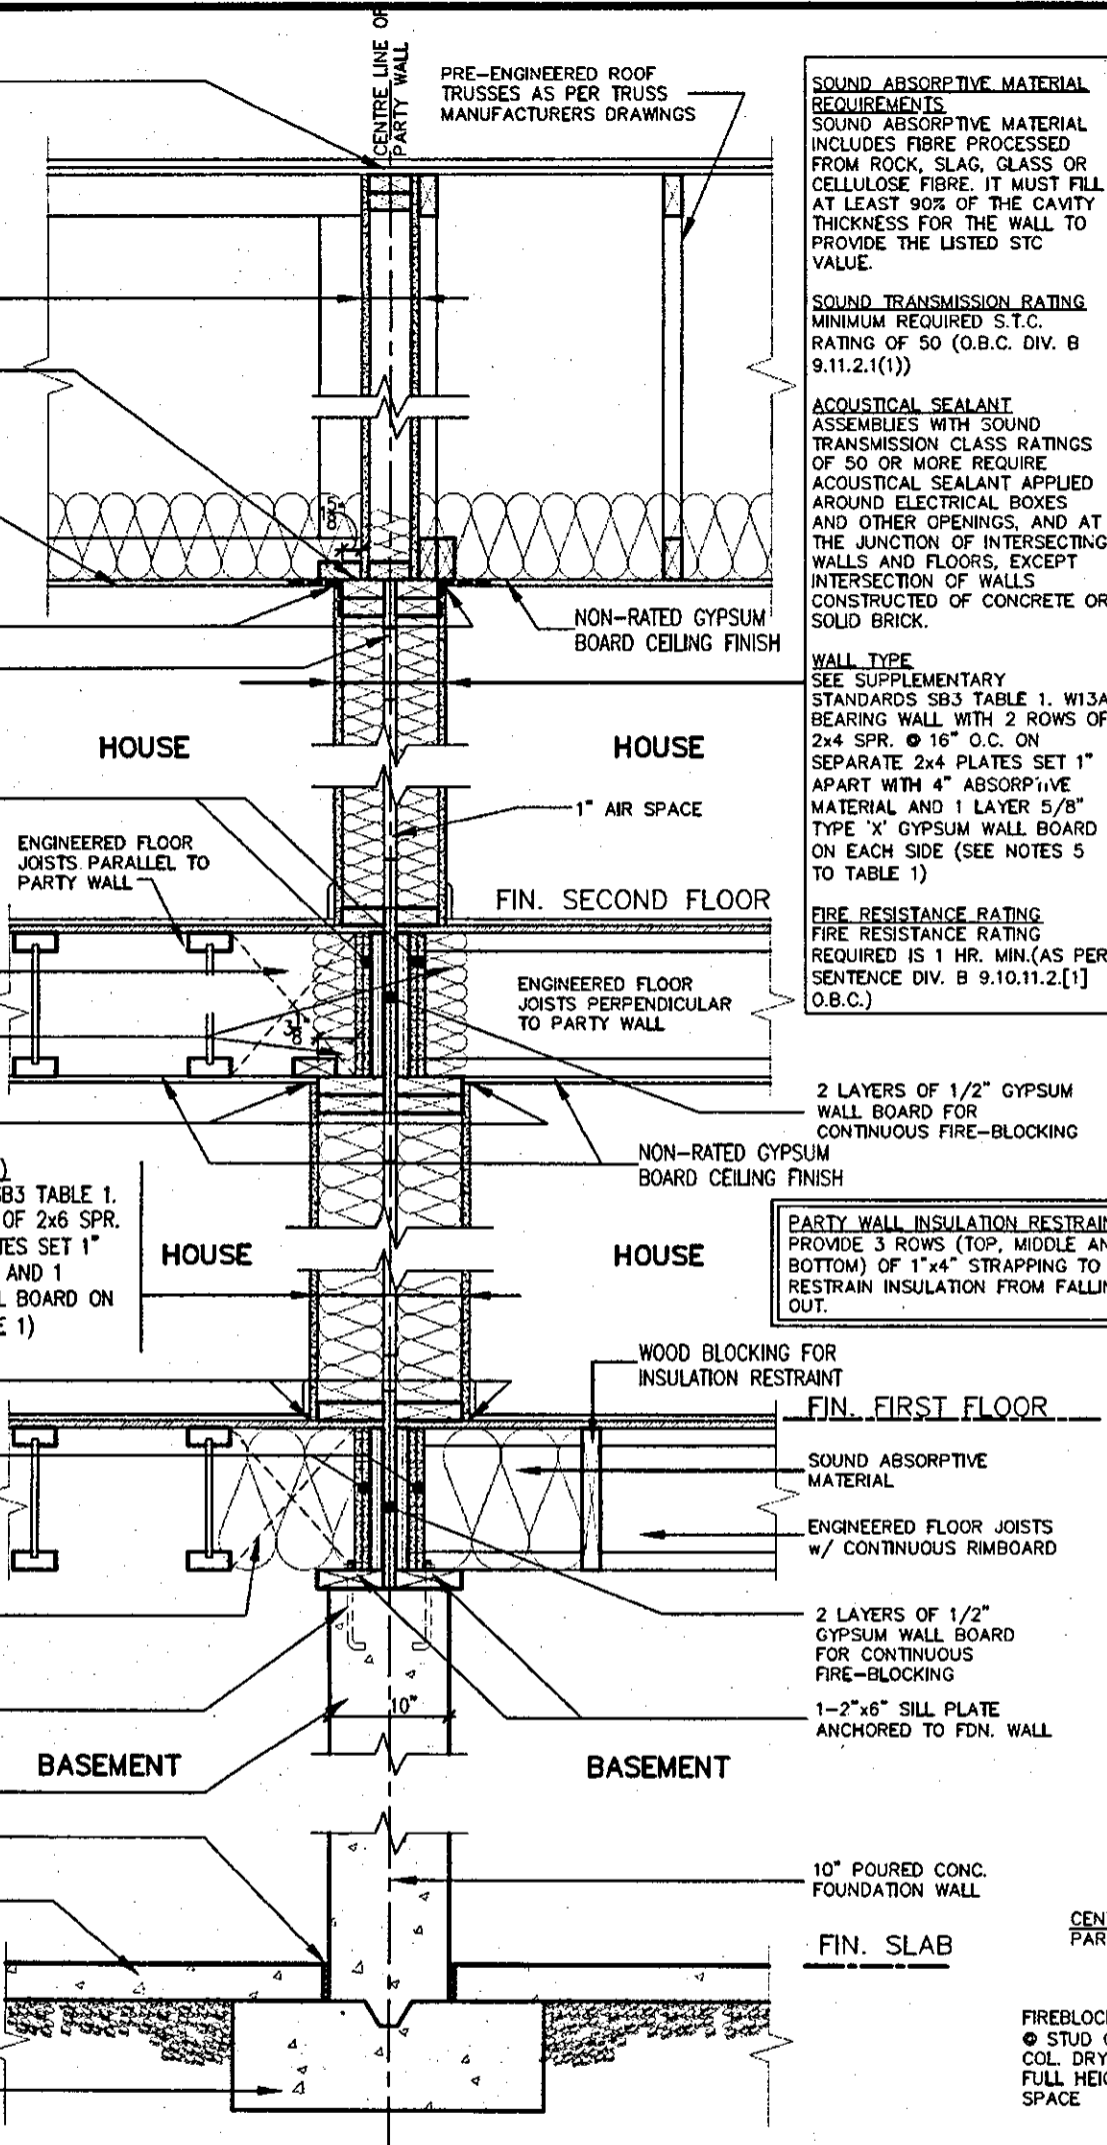 CENTRE LINE OF
PARTY WALL
PRE-ENGINEERED ROOF
TRUSSES AS PER TRUSS
MANUFACTURERS DRAWINGS
SOUND ABSORPTIVE MATERIAL
REQUIREMENTS
SOUND ABSORPTIVE MATERIAL
INCLUDES FIBRE PROCESSED
FROM ROCK, SLAG, GLASS OR
CELLULOSE FIBRE. IT MUST FILL
AT LEAST 90% OF THE CAVITY
THICKNESS FOR THE WALL TO
PROVIDE THE LISTED STC
VALUE.
SOUND TRANSMISSION RATING
MINIMUM REQUIRED S.T.C.
RATING OF 50 (O.B.C. DIV. B
9.11.2.1(1))
ACOUSTICAL SEALANT
ASSEMBLIES WITH SOUND
TRANSMISSION CLASS RATINGS
OF 50 OR MORE REQUIRE
ACOUSTICAL SEALANT APPLIED
AROUND ELECTRICAL BOXES
AND OTHER OPENINGS, AND AT
THE JUNCTION OF INTERSECTING
WALLS AND FLOORS, EXCEPT
INTERSECTION OF WALLS
CONSTRUCTED OF CONCRETE OR
SOLID BRICK.
WALL TYPE
SEE SUPPLEMENTARY
STANDARDS SB3 TABLE 1. W13A
BEARING WALL WITH 2 ROWS OF
2x4 SPR. @ 16" O.C. ON
SEPARATE 2x4 PLATES SET 1"
APART WITH 4" ABSORPTIVE
MATERIAL AND 1 LAYER 5/8"
TYPE 'X' GYPSUM WALL BOARD
ON EACH SIDE (SEE NOTES 5
TO TABLE 1)
FIRE RESISTANCE RATING
FIRE RESISTANCE RATING
REQUIRED IS 1 HR. MIN.(AS PER
SENTENCE DIV. B 9.10.11.2.[1]
O.B.C.)
NON-RATED GYPSUM
BOARD CEILING FINISH
HOUSE
HOUSE
1" AIR SPACE
ENGINEERED FLOOR
JOISTS PARALLEL TO
PARTY WALL
FIN. SECOND FLOOR
ENGINEERED FLOOR
JOISTS PERPENDICULAR
TO PARTY WALL
2 LAYERS OF 1/2" GYPSUM
WALL BOARD FOR
CONTINUOUS FIRE-BLOCKING
NON-RATED GYPSUM
BOARD CEILING FINISH
SB3 TABLE 1.
OF 2x6 SPR.
SET 1"
AND 1
BOARD ON
1)
HOUSE
HOUSE
PARTY WALL INSULATION
PROVIDE 3 ROWS (TOP, MIDDLE
BOTTOM) OF 1"x4" STRAPPING TO
RESTRAIN INSULATION FROM
OUT.
WOOD BLOCKING FOR
INSULATION RESTRAINT
FIN. FIRST FLOOR
SOUND ABSORPTIVE
MATERIAL
ENGINEERED FLOOR JOISTS
w/ CONTINUOUS RIMBOARD
2 LAYERS OF 1/2"
GYPSUM WALL BOARD
FOR CONTINUOUS
FIRE-BLOCKING
1-2"x6" SILL PLATE
ANCHORED TO FDN. WALL
10"
BASEMENT
BASEMENT
10" POURED CONC.
FOUNDATION WALL
FIN. SLAB
@ STUD
COL.
FULL
SPACE